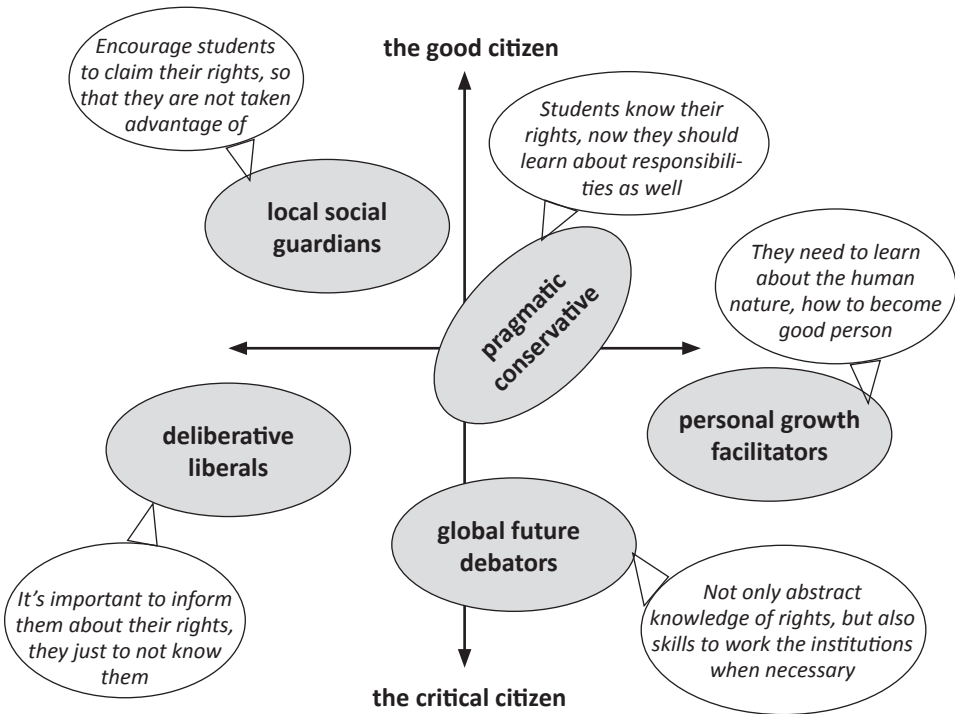 the good citizen
Encourage students
to claim their rights, so
that they are not taken
advantage of
Students know their
rights, now they should
learn about responsibili-
ties as well
local social
guardians
They need to learn
about the human
nature, how to become
good person
pragmatic
conservative
deliberative
liberals
personal growth
facilitators
global future
debators
It's important to inform
them about their rights,
they just to not know
them
Not only abstract
knowledge of rights, but also
skills to work the institutions
when necessary
the critical citizen